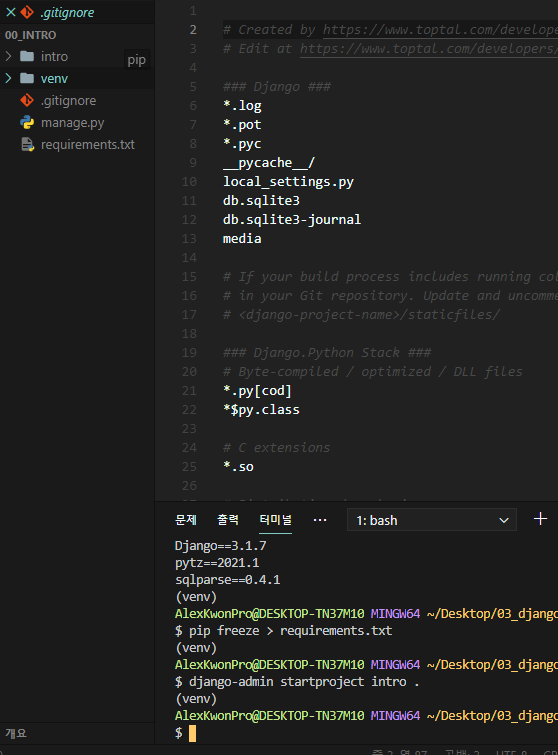 .gitignore
00_INTRO
intro
pip
venv
.gitignore
manage.py
requirements.txt
개요
1
2 # Created by https://www.toptal.com/develope
3 # Edit at https://www.toptal.com/developers/
4
5 ### Django ###
6 *.log
7 *.pot
8 *.pyc
9 __pycache__/
10 local_settings.py
11 db.sqlite3
12 db.sqlite3-journal
13 media
14
15 # If your build process includes running col
16 # in your Git repository. Update and uncomme
17 # <django-project-name>/staticfiles/
18
19 ### Django.Python Stack ###
20 # Byte-compiled / optimized / DLL files
21 *.py[cod]
22 *$py.class
23
24 # C extensions
25 *.so
26
문제 출력 터미널 ··· 1: bash
Django==3.1.7
pytz==2021.1
sqlparse==0.4.1
(venv)
AlexKwonPro@DESKTOP-TN37M10 MINGW64 ~/Desktop/03_django
$ pip freeze > requirements.txt
(venv)
AlexKwonPro@DESKTOP-TN37M10 MINGW64 ~/Desktop/03_django
$ django-admin startproject intro .
(venv)
AlexKwonPro@DESKTOP-TN37M10 MINGW64 ~/Desktop/03_django
$